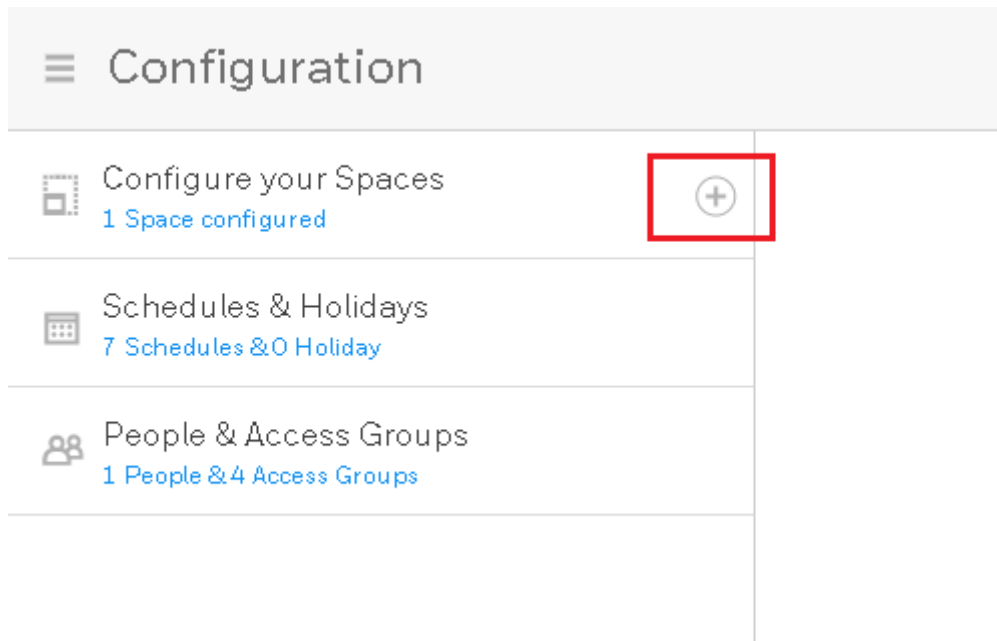 Configuration
Configure your Spaces
1 Space configured
Schedules & Holidays
7 Schedules &0 Holiday
People & Access Groups
1 People &4 Access Groups